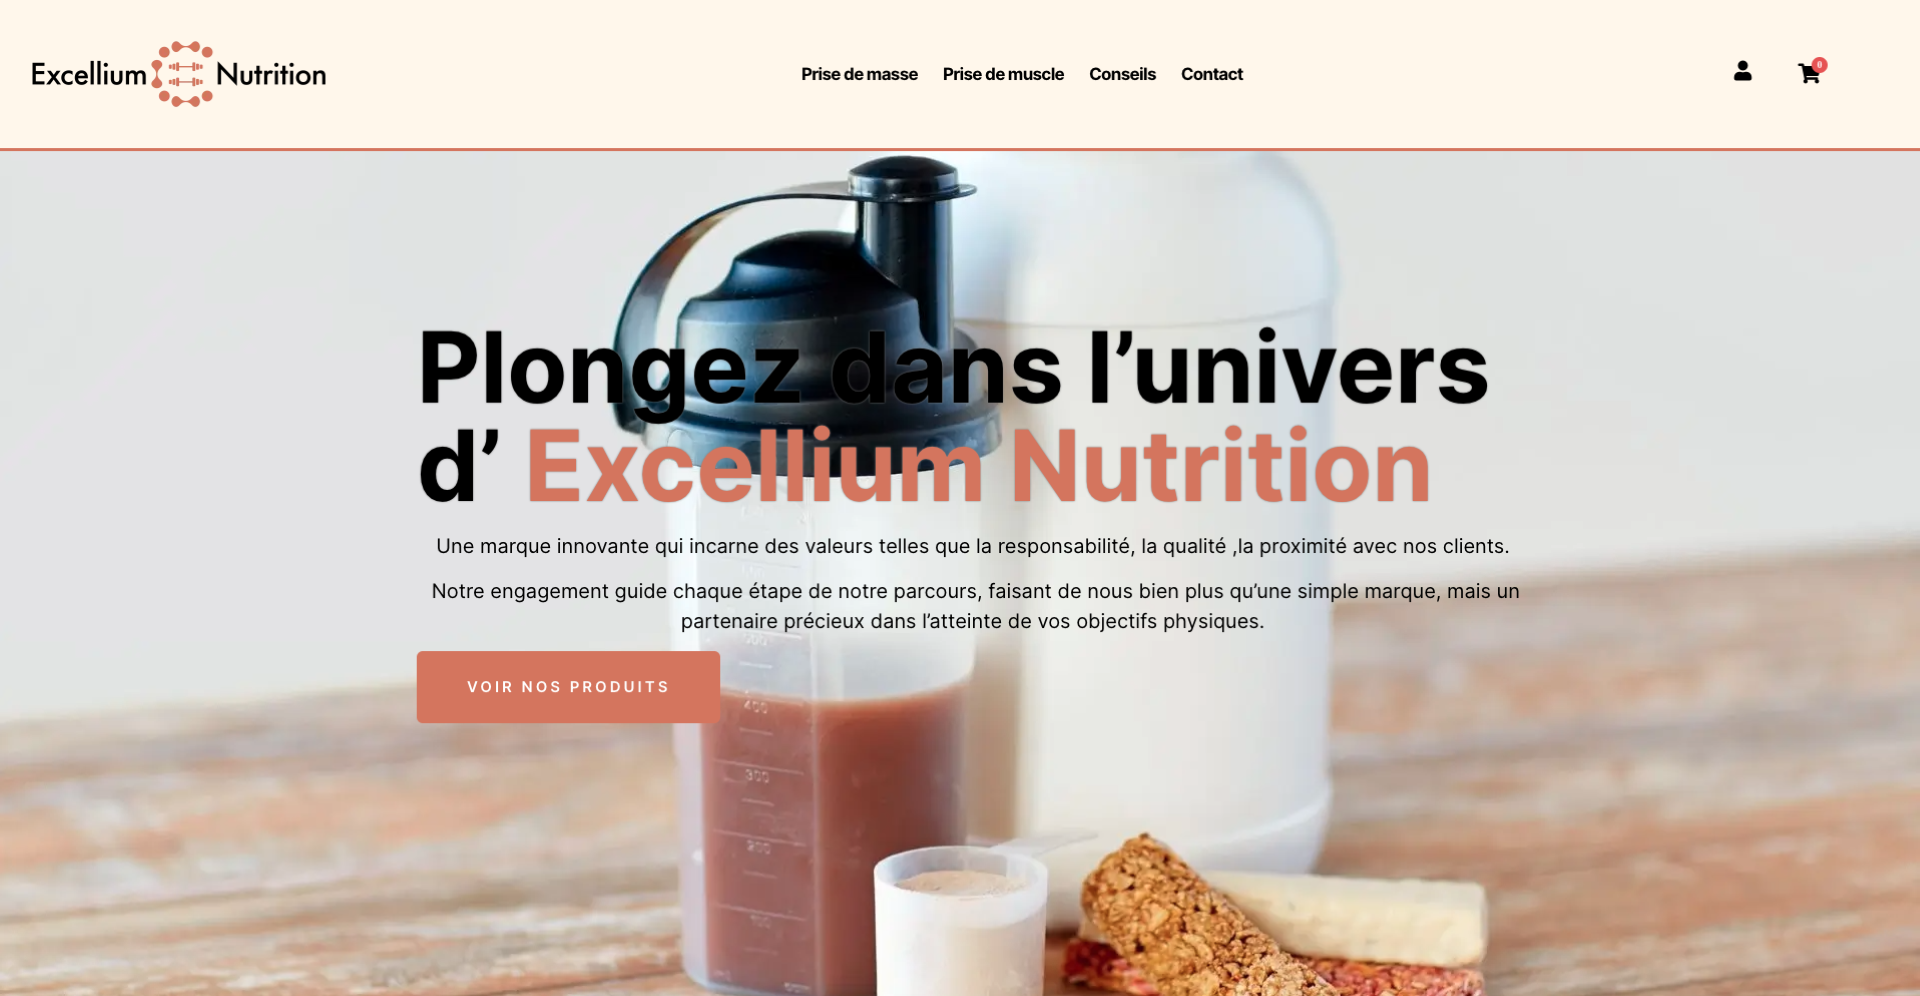 Excellium Nutrition
Prise de masse Prise de muscle Conseils Contact
0
Plongez dans l’univers
d’ Excellium Nutrition
Une marque innovante qui incarne des valeurs telles que la responsabilité, la qualité ,la proximité avec nos clients.
Notre engagement guide chaque étape de notre parcours, faisant de nous bien plus qu’une simple marque, mais un
partenaire précieux dans l’atteinte de vos objectifs physiques.
VOIR NOS PRODUITS
400
300
200